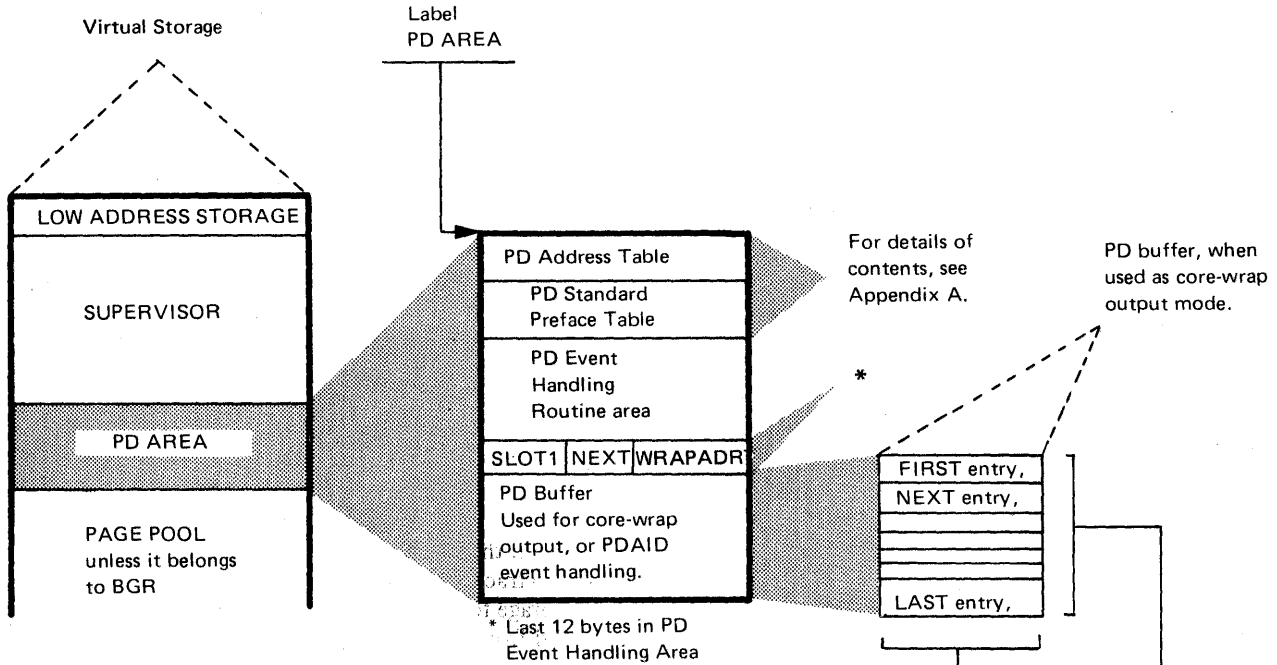 Virtual Storage
Label
PD AREA
LOW ADDRESS STORAGE
SUPERVISOR
PD AREA
PAGE POOL
unless it belongs
to BGR
PD Address Table
PD Standard
Preface Table
PD Event
Handling
Routine area
SLOT1 NEXT WRAPADR
PD Buffer
Used for core-wrap
output, or PDAID
event handling.
* Last 12 bytes in PD
Event Handling Area
For details of
contents, see
Appendix A.
*
PD buffer, when
used as core-wrap
output mode.
FIRST entry,
NEXT entry,
LAST entry,